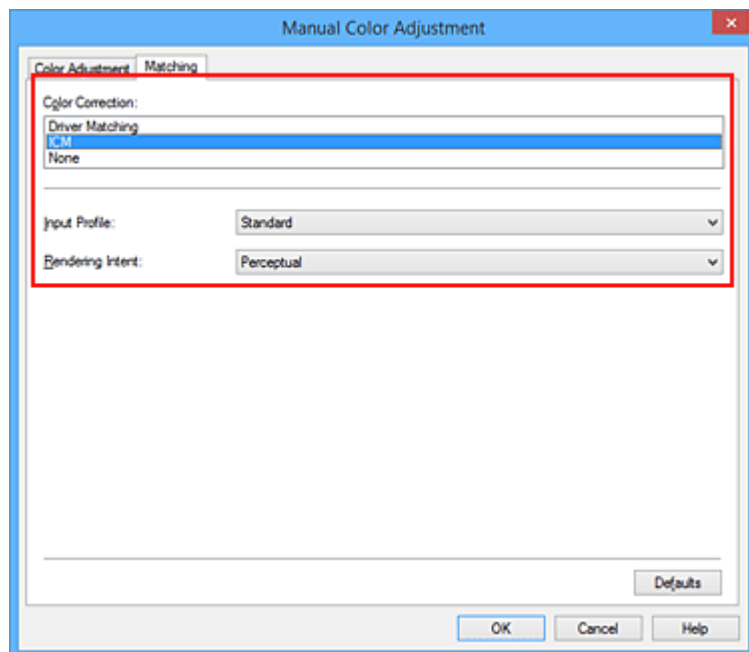 Manual Color Adjustment
Color Adjustment Matching
Color Correction:
Driver Matching
ICM
None
Input Profile: Standard
Rendering Intent: Perceptual
Defaults
OK Cancel Help